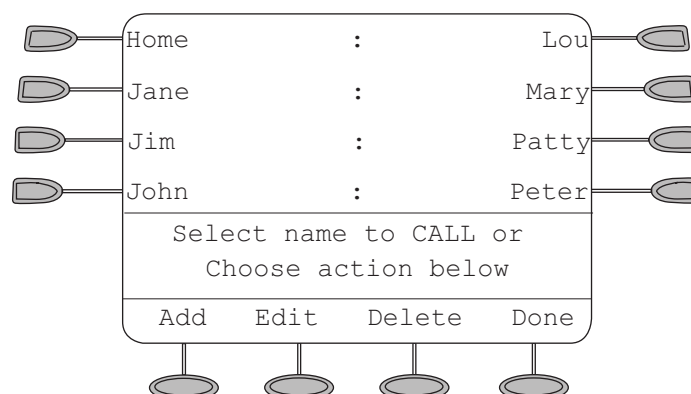 Home : Lou
Jane : Mary
Jim : Patty
John : Peter
Select name to CALL or
Choose action below
Add Edit Delete Done